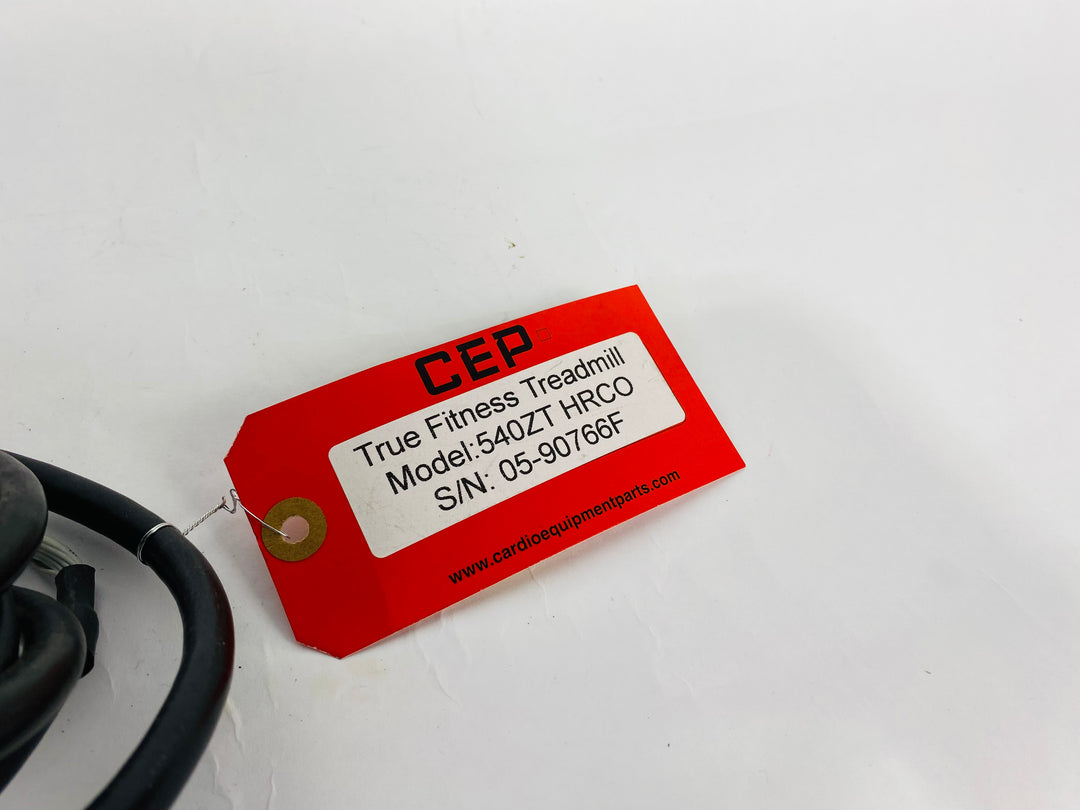 CEP
True Fitness Treadmill
Model:540ZT HRCO
S/N: 05-90766F
www.cardioequipmentparts.com